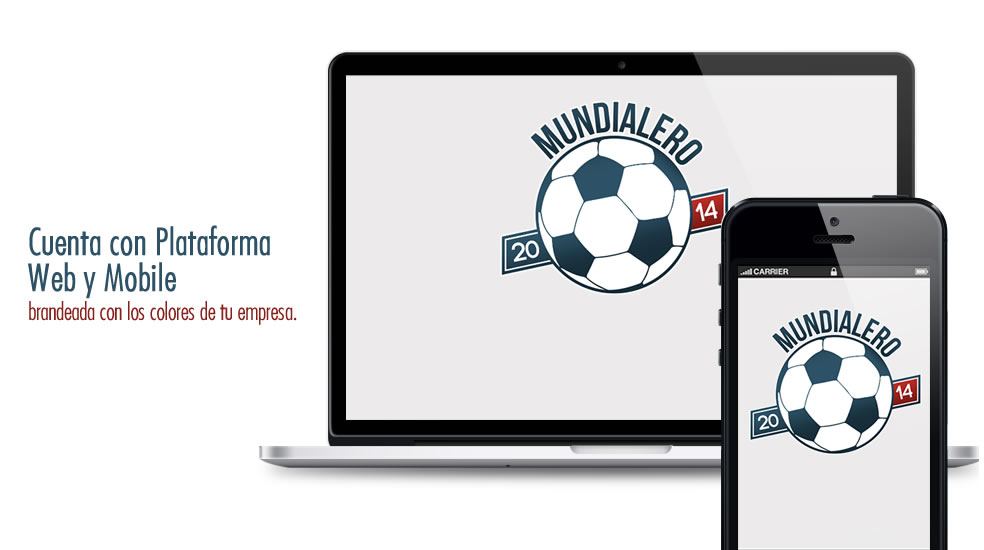 Cuenta con Plataforma
Web y Mobile
brandeada con los colores de tu empresa.
MUNDIALERO
20 14
CARRIER
MUNDIALERO
20 14